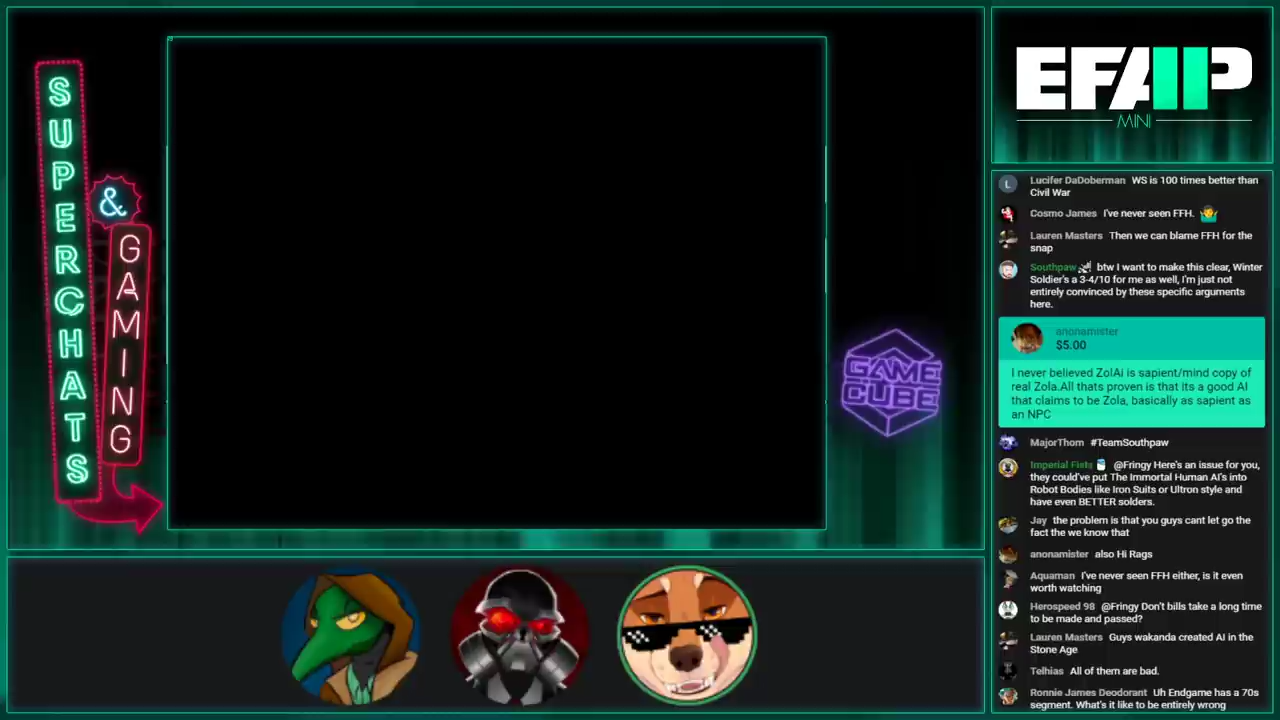 SUPERCHATS
&
GAMING
GAME
CUBE
EFAP
MINI
L
Lucifer DaDoberman WS is 100 times better than
Civil War
Cosmo James I've never seen FFH. 🤷
Lauren Masters Then we can blame FFH for the
snap
Southpaw btw I want to make this clear, Winter
Soldier's a 3-4/10 for me as well, I'm just not
entirely convinced by these specific arguments
here.
anonamister
$5.00
I never believed ZolAi is sapient/mind copy of
real Zola.All thats proven is that its a good AI
that claims to be Zola, basically as sapient as
an NPC
MajorThom #TeamSouthpaw
Imperial Fists @Fringy Here's an issue for you,
they could've put The Immortal Human AI's into
Robot Bodies like Iron Suits or Ultron style and
have even BETTER solders.
Jay the problem is that you guys cant let go the
fact the we know that
anonamister also Hi Rags
Aquaman I've never seen FFH either, is it even
worth watching
Herospeed 98 @Fringy Don't bills take a long time
to be made and passed?
Lauren Masters Guys wakanda created AI in the
Stone Age
Telhias All of them are bad.
Ronnie James Deodorant Uh Endgame has a 70s
segment. What's it like to be entirely wrong